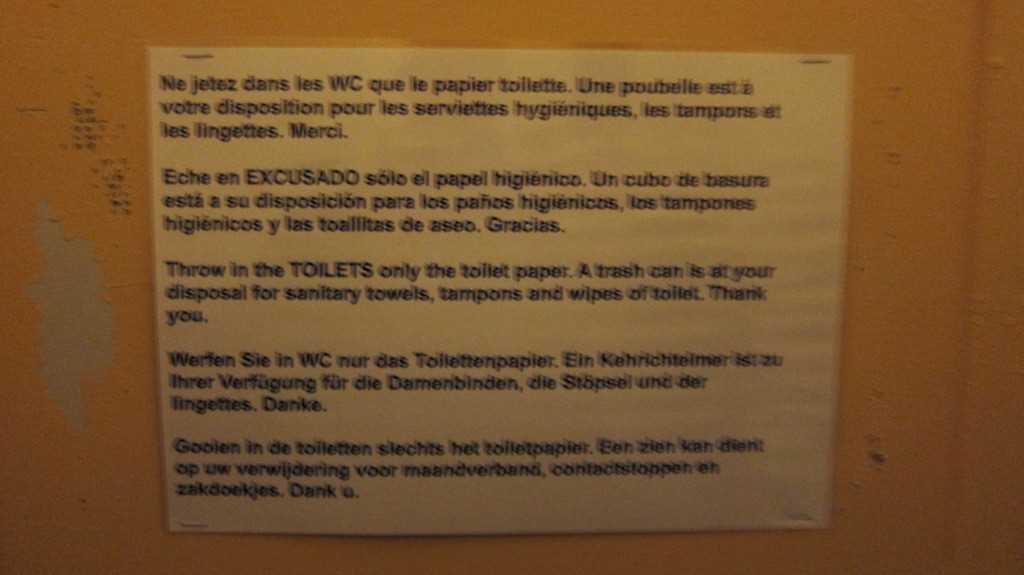 Ne jetez dans les WC que le papier toilette. Une poubelle est à
votre disposition pour les serviettes hygiéniques, les tampons et
les lingettes. Merci.
Eche en EXCUSADO sólo el papel higiénico. Un cubo de basura
está a su disposición para los paños higiénicos, los tampones
higiénicos y las toallitas de aseo. Gracias.
Throw in the TOILETS only the toilet paper. A trash can is at your
disposal for sanitary towels, tampons and wipes of toilet. Thank
you.
Werfen Sie in WC nur das Toilettenpapier. Ein Kehrichteimer ist zu
Ihrer Verfügung für die Damenbinden, die Stöpsel und der
lingettes. Danke.
Gooien in de toiletten slechts het toiletpapier. Een zien kan dient
op uw verwijdering voor maandverband, contactstoppen en
zakdoekjes. Dank u.